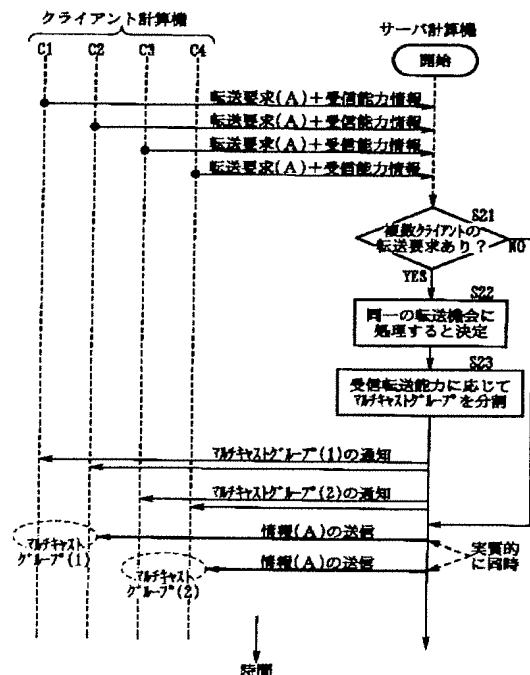 クライアント計算機
C1 C2 C3 C4
サーバ計算機
開始
転送要求(A)+受信能力情報
転送要求(A)+受信能力情報
転送要求(A)+受信能力情報
転送要求(A)+受信能力情報
S21
複数ｸﾗｲｱﾝﾄの
転送要求あり？
NO
YES
S22
同一の転送機会に
処理すると決定
S23
受信転送能力に応じて
ﾏﾙﾁｷｬｽﾄｸﾞﾙｰﾌﾟを分割
ﾏﾙﾁｷｬｽﾄｸﾞﾙｰﾌﾟ(1)の通知
ﾏﾙﾁｷｬｽﾄｸﾞﾙｰﾌﾟ(2)の通知
情報(A)の送信
ﾏﾙﾁｷｬｽﾄ
ｸﾞﾙｰﾌﾟ(1)
情報(A)の送信
ﾏﾙﾁｷｬｽﾄ
ｸﾞﾙｰﾌﾟ(2)
実質的
に同時
時間